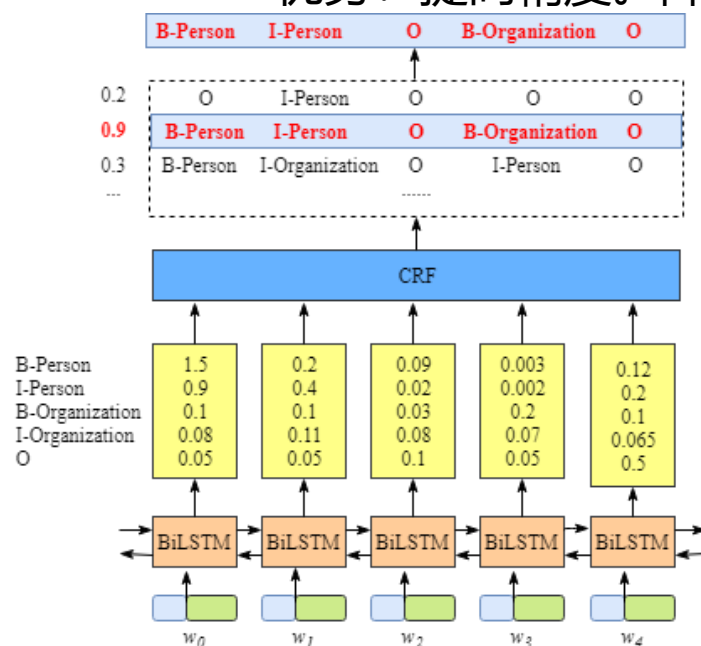 B-Person I-Person O B-Organization O
0.2 O I-Person O O O
0.9 B-Person I-Person O B-Organization O
0.3 B-Person I-Organization O I-Person O
... ......
CRF
B-Person 1.5 0.2 0.09 0.003 0.12
I-Person 0.9 0.4 0.02 0.002 0.2
B-Organization 0.1 0.1 0.03 0.2 0.1
I-Organization 0.08 0.11 0.08 0.07 0.065
O 0.05 0.05 0.1 0.05 0.5
BiLSTM BiLSTM BiLSTM BiLSTM BiLSTM
w0 w1 w2 w3 w4